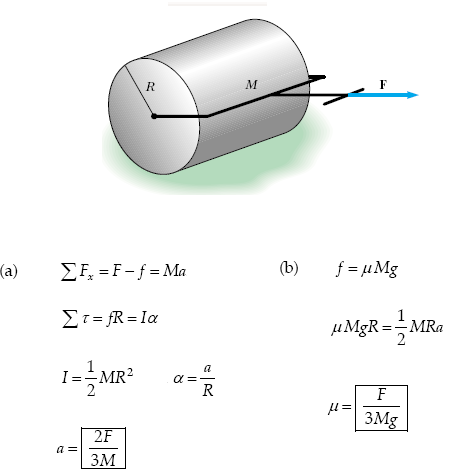 R M F
(a) ∑Fₓ = F − f = Ma
∑τ = fR = Iα
I = 1/2 MR² α = a/R
a = 2F/3M
(b) f = μMg
μMgR = 1/2 MRa
μ = F/3Mg